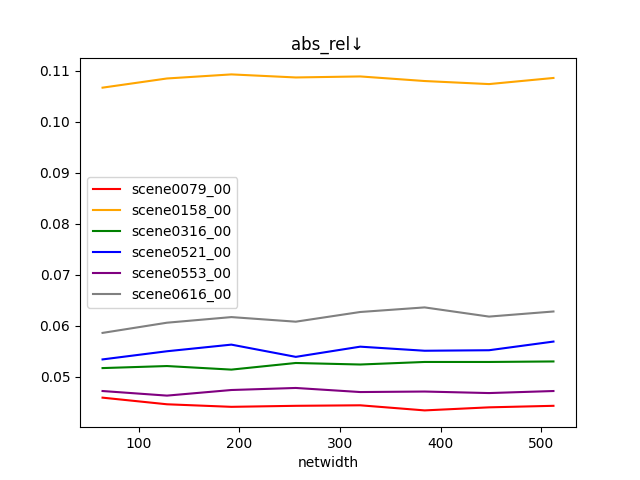 abs_rel↓
0.11
0.10
0.09
0.08
0.07
0.06
0.05
scene0079_00
scene0158_00
scene0316_00
scene0521_00
scene0553_00
scene0616_00
100 200 300 400 500
netwidth